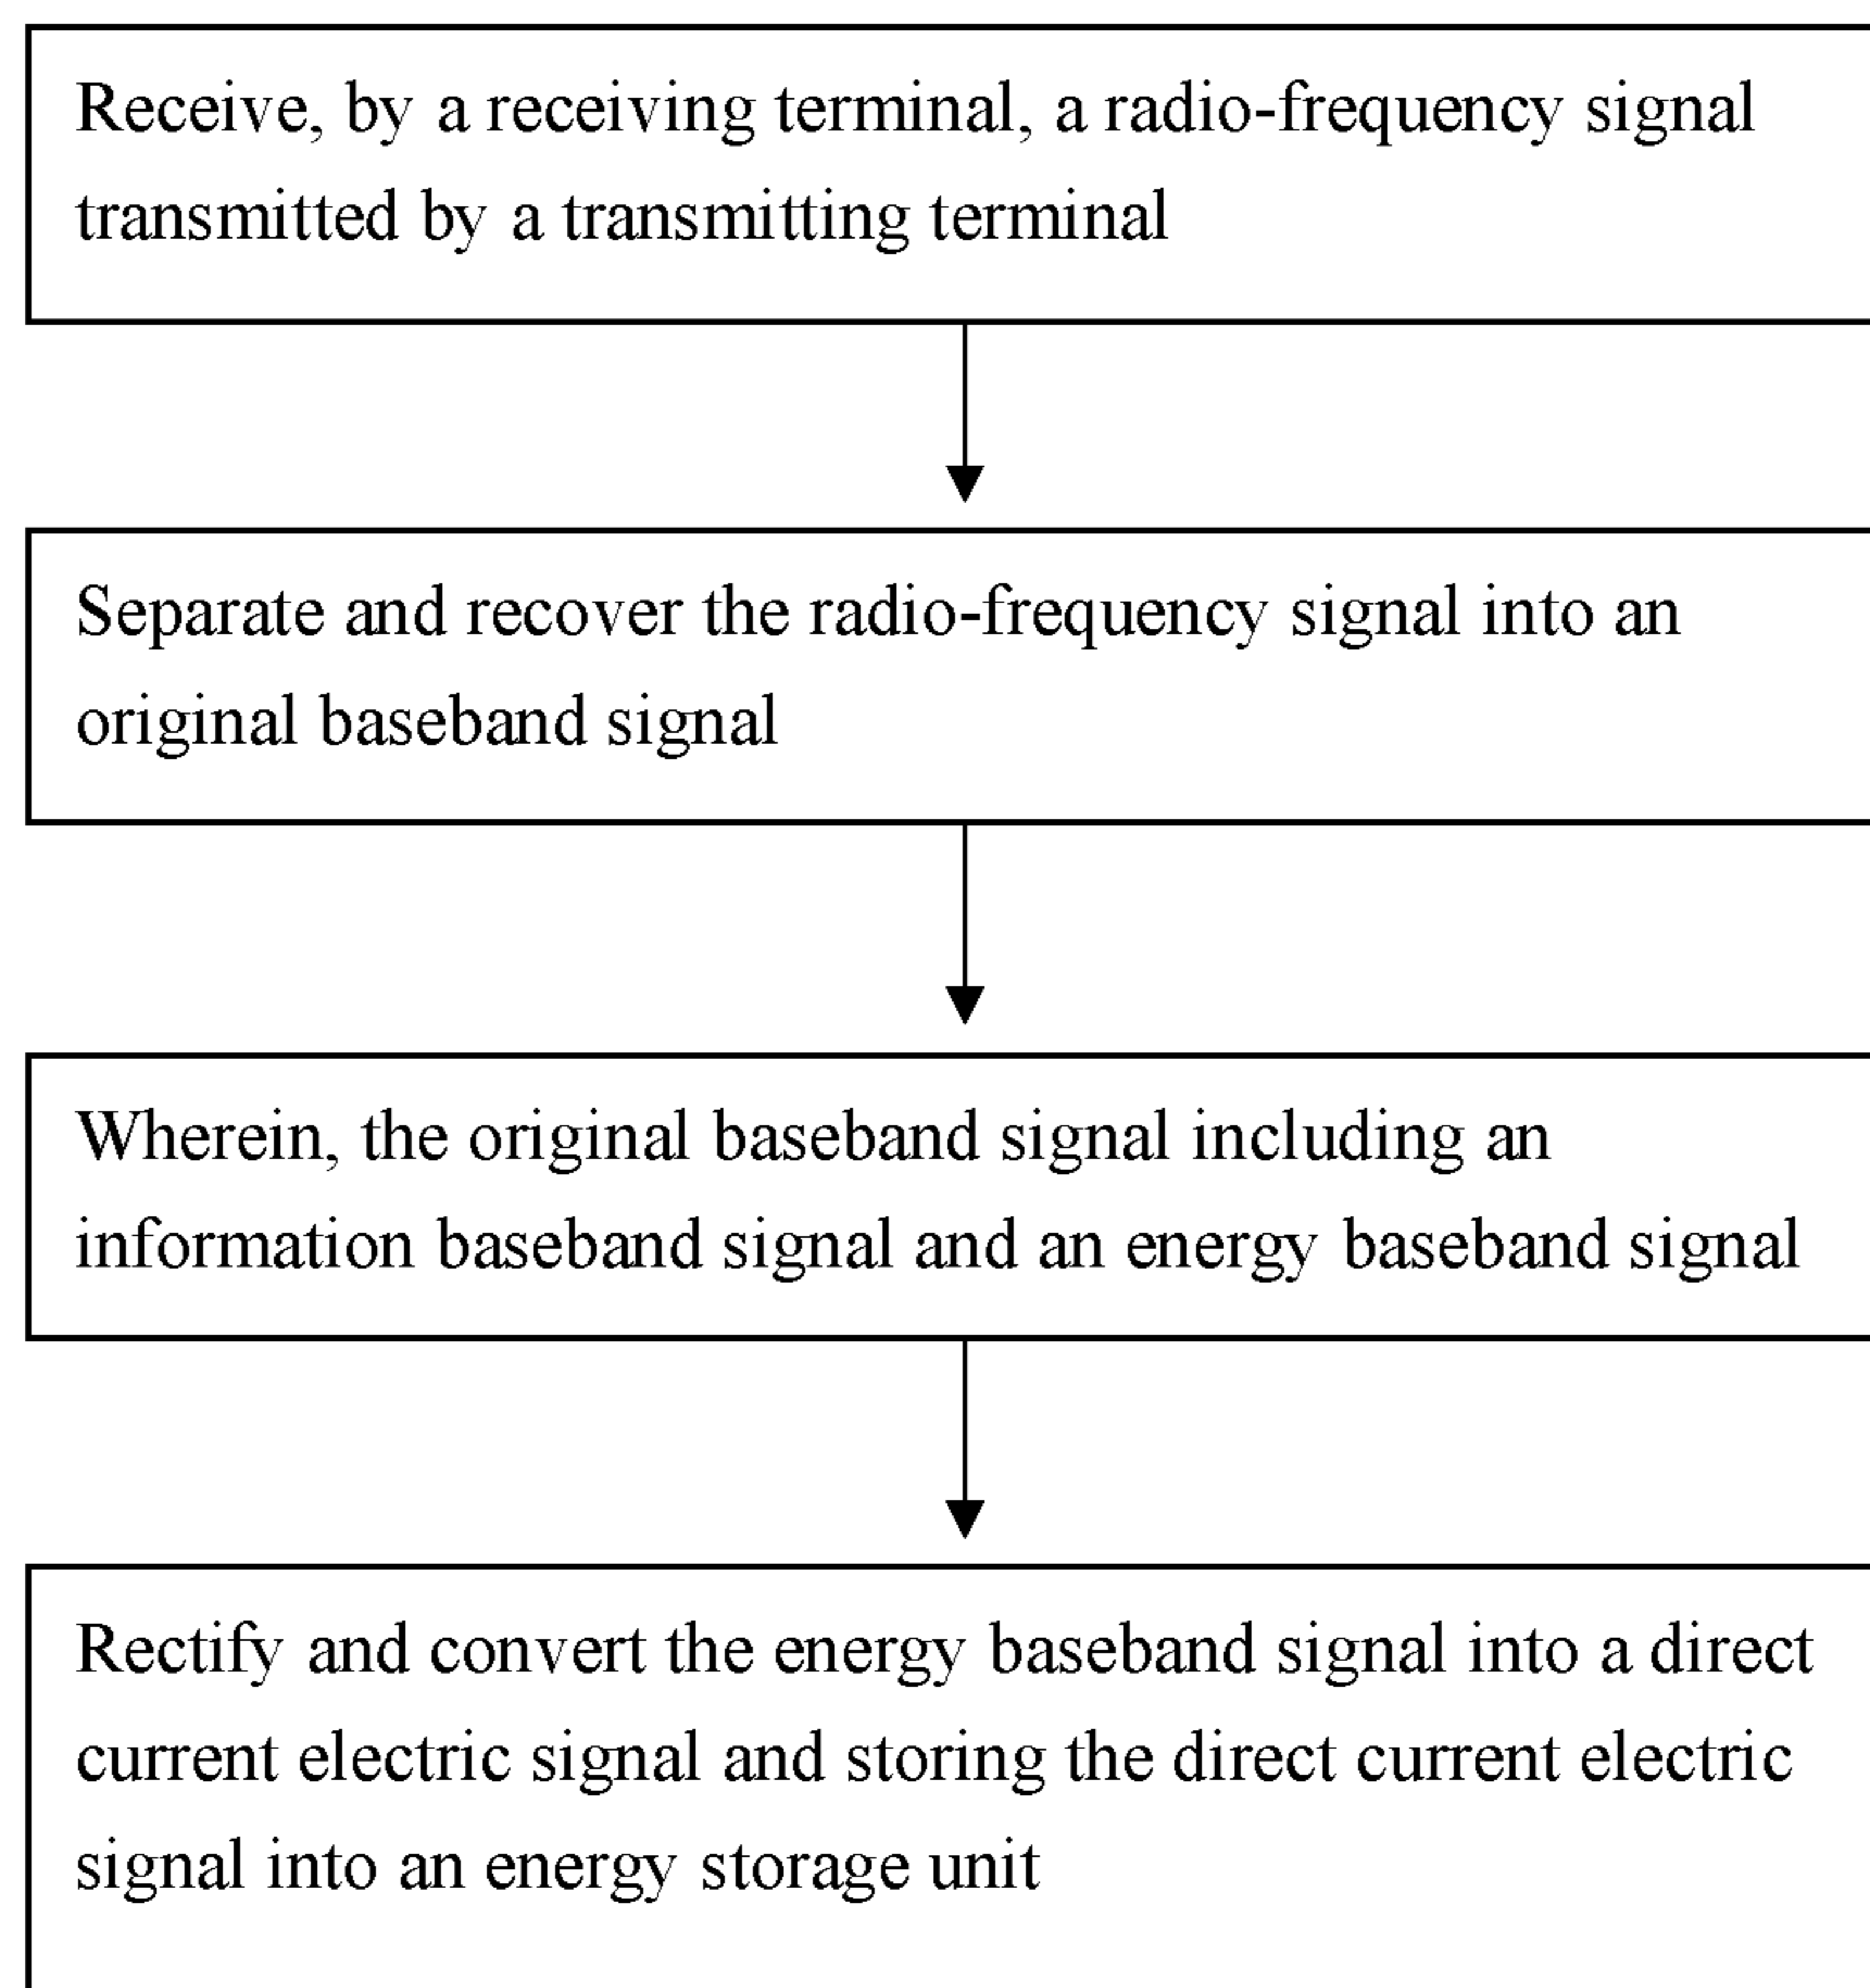 Receive, by a receiving terminal, a radio-frequency signal
transmitted by a transmitting terminal
Separate and recover the radio-frequency signal into an
original baseband signal
Wherein, the original baseband signal including an
information baseband signal and an energy baseband signal
Rectify and convert the energy baseband signal into a direct
current electric signal and storing the direct current electric
signal into an energy storage unit